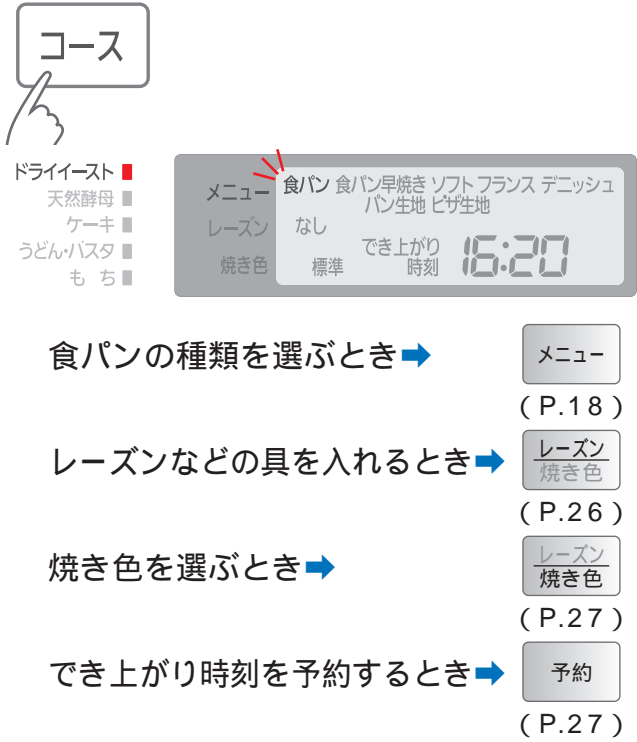 コース
ドライイースト
天然酵母
ケーキ
うどん・パスタ
もち
メニュー 食パン 食パン早焼き ソフト フランス デニッシュ
パン生地 ピザ生地
レーズン なし
焼き色 標準 でき上がり時刻 16:20
食パンの種類を選ぶとき➡ メニュー
(P.18)
レーズンなどの具を入れるとき➡ レーズン
焼き色
(P.26)
焼き色を選ぶとき➡ レーズン
焼き色
(P.27)
でき上がり時刻を予約するとき➡ 予約
(P.27)